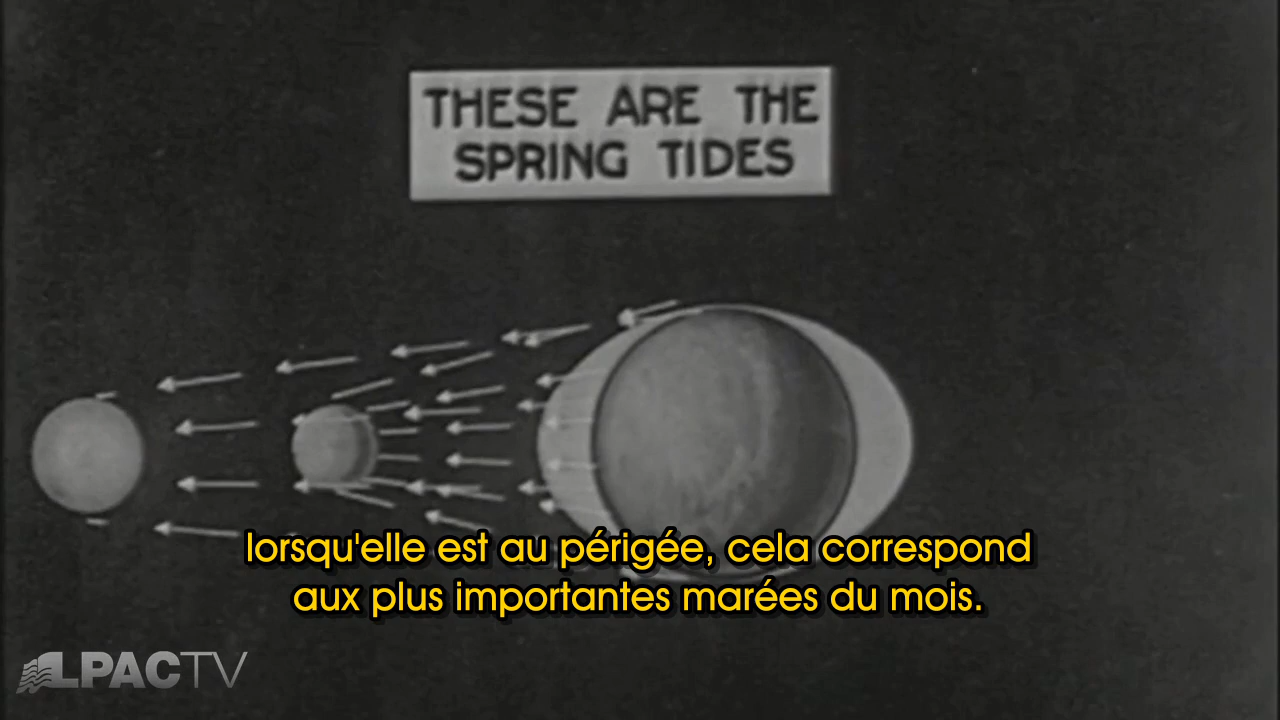 THESE ARE THE
SPRING TIDES
lorsqu'elle est au périgée, cela correspond
aux plus importantes marées du mois.
LPACTV